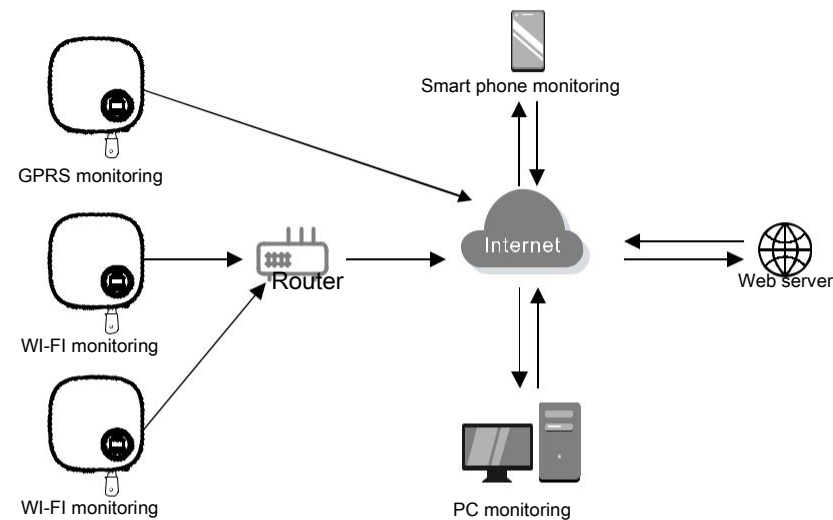 Smart phone monitoring
GPRS monitoring
Internet
Router
Web server
WI-FI monitoring
WI-FI monitoring
PC monitoring